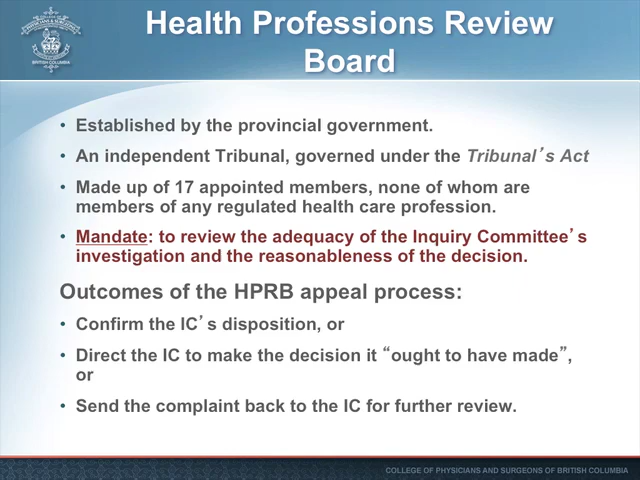 Health Professions Review
Board
• Established by the provincial government.
• An independent Tribunal, governed under the Tribunal’s Act
• Made up of 17 appointed members, none of whom are
members of any regulated health care profession.
• Mandate: to review the adequacy of the Inquiry Committee’s
investigation and the reasonableness of the decision.
Outcomes of the HPRB appeal process:
• Confirm the IC’s disposition, or
• Direct the IC to make the decision it “ought to have made”,
or
• Send the complaint back to the IC for further review.
COLLEGE OF PHYSICIANS AND SURGEONS OF BRITISH COLUMBIA